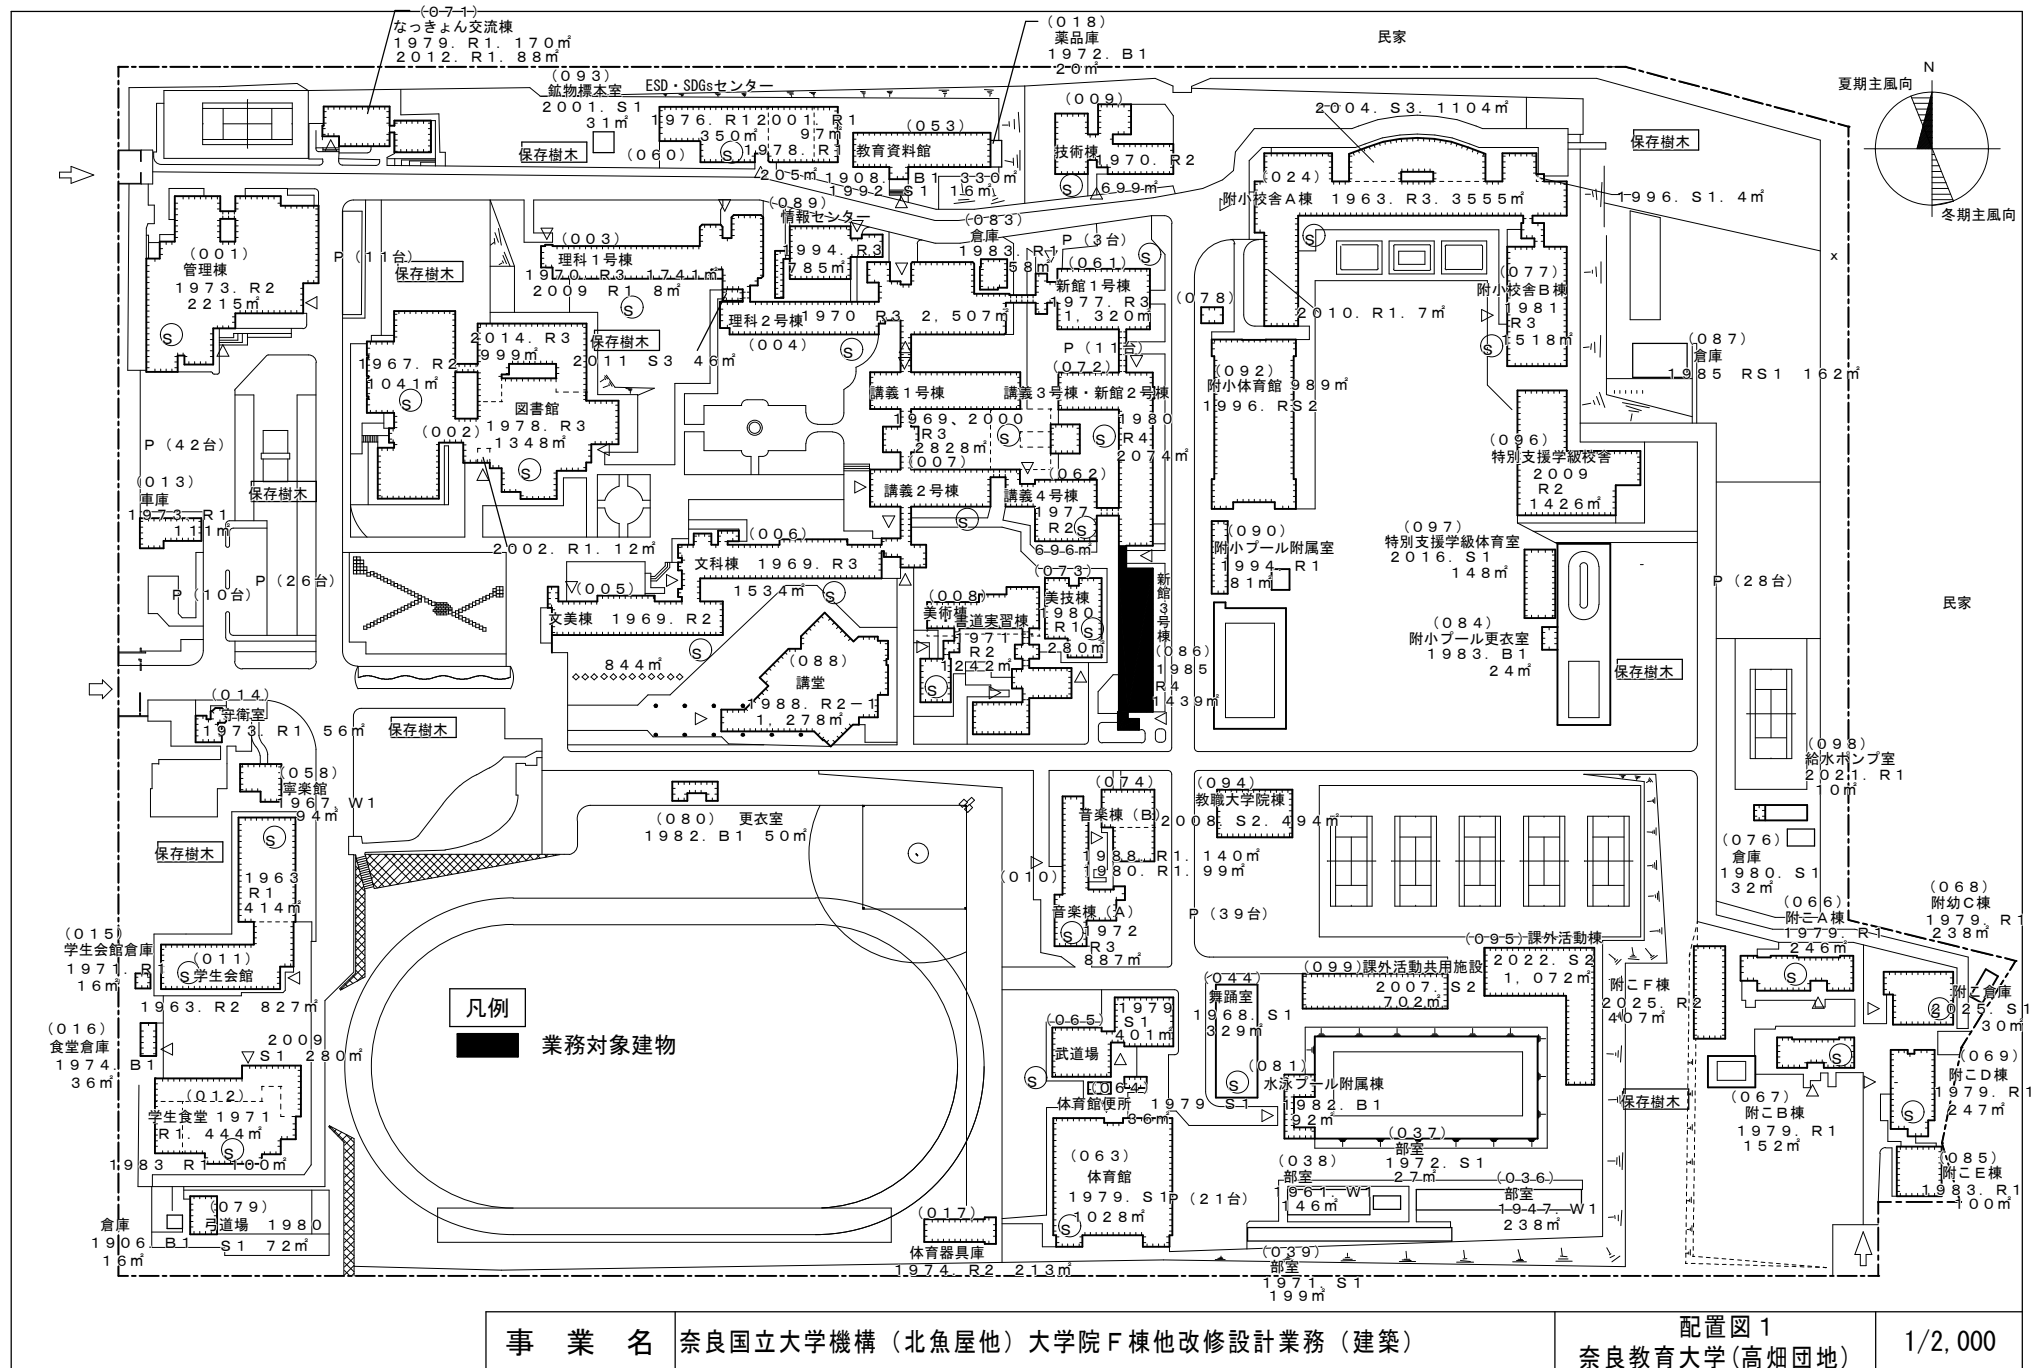 (071)
なっきょん交流棟
1979. R1. 170㎡
2012. R1. 88㎡
(018)
薬品庫
1972. B1
20㎡
民家
N
夏期主風向
冬期主風向
(093)
鉱物標本室
2001. S1
31㎡
ESD・SDGsセンター
1976. R1
350㎡
2001. R1
97㎡
1978. R1
205㎡
(060)
保存樹木
(053)
教育資料館
1908. B1 330㎡
1992. S1 16㎡
(009)
技術棟
1970. R2
699㎡
2004. S3. 1104㎡
保存樹木
(024)
附小校舎A棟 1963. R3. 3555㎡
1996. S1. 4㎡
(001)
管理棟
1973. R2
2215㎡
P(11台)
保存樹木
(003)
理科1号棟
1970. R3. 1741㎡
2009 R1 8㎡
(089)
情報センター
1994. R3
785㎡
(083)
倉庫
1983. R1
58㎡
P(3台)
(061)
新館1号棟
1977. R3
1,320㎡
(078)
(077)
附小校舎B棟
1981
R3
1518㎡
2010. R1. 7㎡
x
理科2号棟 1970 R3 2,507㎡
(004)
保存樹木
2011 S3 46㎡
2014. R3
999㎡
1967. R2
1041㎡
図書館
1978. R3
1348㎡
(002)
2002. R1. 12㎡
P(11台)
(072)
講義1号棟
講義3号棟・新館2号棟
1969、2000
R3
2828㎡
(007)
1980
R4
2074㎡
講義2号棟
(062)
講義4号棟
1977
R2
696㎡
(092)
附小体育館 989㎡
1996. RS2
(087)
倉庫
1985 RS1 162㎡
(096)
特別支援学級校舎
2009
R2
1426㎡
P(42台)
保存樹木
(013)
車庫
1973. R1
111㎡
P(10台)
P(26台)
(006)
文科棟 1969. R3
1534㎡
(005)
文美棟 1969. R2
844㎡
(088)
講堂
1988. R2-1
1,278㎡
(008)
美術棟
・書道実習棟
1971
R2
1242㎡
(073)
美技棟
1980
R1
280㎡
新館3号棟
(086)
1985
R4
1439㎡
(090)
附小プール附属室
1994. R1
81㎡
(097)
特別支援学級体育室
2016. S1
148㎡
(084)
附小プール更衣室
1983. B1
24㎡
保存樹木
P(28台)
民家
(014)
守衛室
1973. R1 56㎡
保存樹木
(058)
寧楽館
1967. W1
94㎡
保存樹木
1963
R1
414㎡
(080) 更衣室
1982. B1 50㎡
(074)
音楽棟(B)
1988. R1. 140㎡
1980. R1. 99㎡
(010)
音楽棟(A)
1972
R3
887㎡
(094)
教職大学院棟
2008. S2. 494㎡
P(39台)
(098)
給水ポンプ室
2021. R1
10㎡
(076)
倉庫
1980. S1
32㎡
(066)
附こA棟
1979. R1
246㎡
(068)
附幼C棟
1979. R1
238㎡
(015)
学生会館倉庫
1971. R1
16㎡
(011)
学生会館
1963. R2 827㎡
(016)
食堂倉庫
1974. B1
36㎡
2009
S1 280㎡
(012)
学生食堂 1971
R1. 444㎡
1983 R1 100㎡
凡例
業務対象建物
(065)
武道場
1979
S1
401㎡
(064)
体育館便所 1979 S1
36㎡
(044)
舞踊室
1968. S1
329㎡
(099)課外活動共用施設
2007. S2
702㎡
(095)課外活動棟
2022. S2
1,072㎡
附こF棟
2025. R2
407㎡
附こ倉庫
2025. S1
30㎡
(081)
水泳プール附属棟
1982. B1
92㎡
保存樹木
(067)
附こB棟
1979. R1
152㎡
(069)
附こD棟
1979. R1
247㎡
(085)
附こE棟
1983. R1
100㎡
(063)
体育館
1979. S1
1028㎡
P(21台)
(037)
部室
1972. S1
27㎡
(038)
部室
1961. W1
146㎡
(036)
部室
1947. W1
238㎡
(039)
部室
1971. S1
199㎡
(079)
弓道場 1980
S1 72㎡
倉庫
1906. B1
16㎡
(017)
体育器具庫
1974. R2 213㎡
事業名 奈良国立大学機構(北魚屋他)大学院F棟他改修設計業務(建築)
配置図1
奈良教育大学(高畑団地)
1/2,000